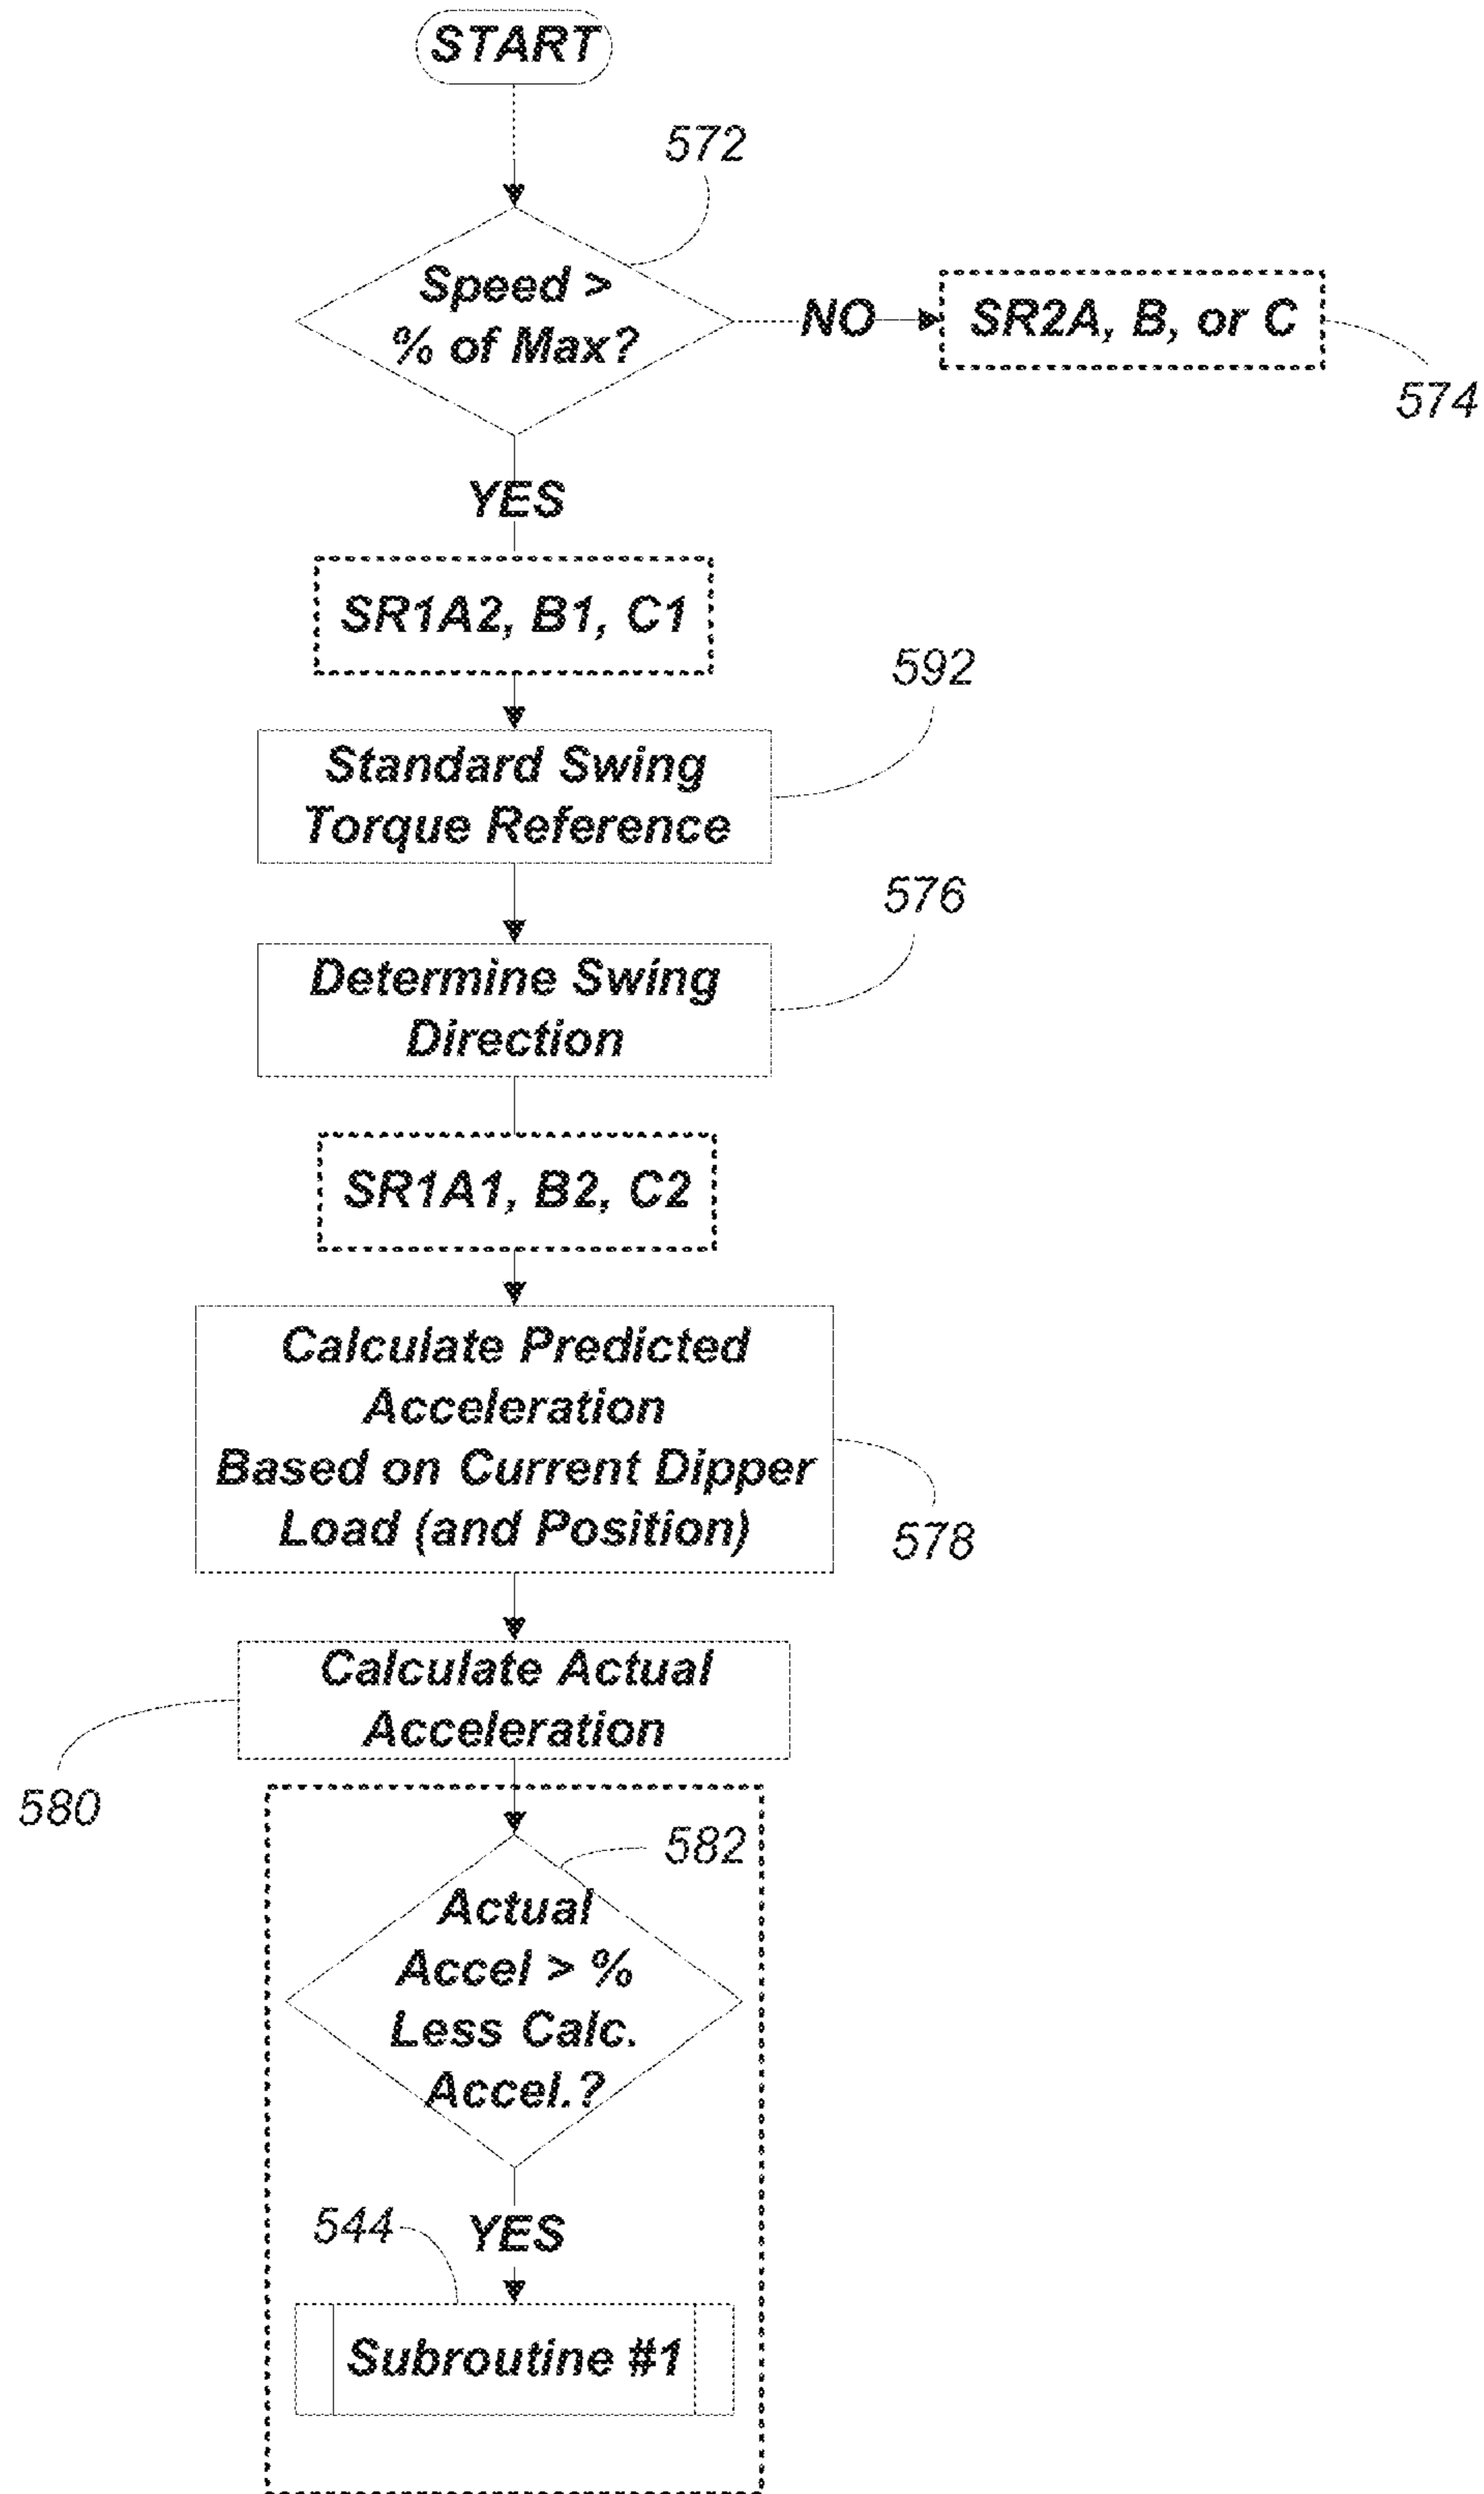 START
572
Speed >
% of Max?
NO
SR2A, B, or C
574
YES
SR1A2, B1, C1
592
Standard Swing
Torque Reference
576
Determine Swing
Direction
SR1A1, B2, C2
Calculate Predicted
Acceleration
Based on Current Dipper
Load (and Position)
578
Calculate Actual
Acceleration
580
582
Actual
Accel > %
Less Calc.
Accel.?
544
YES
Subroutine #1